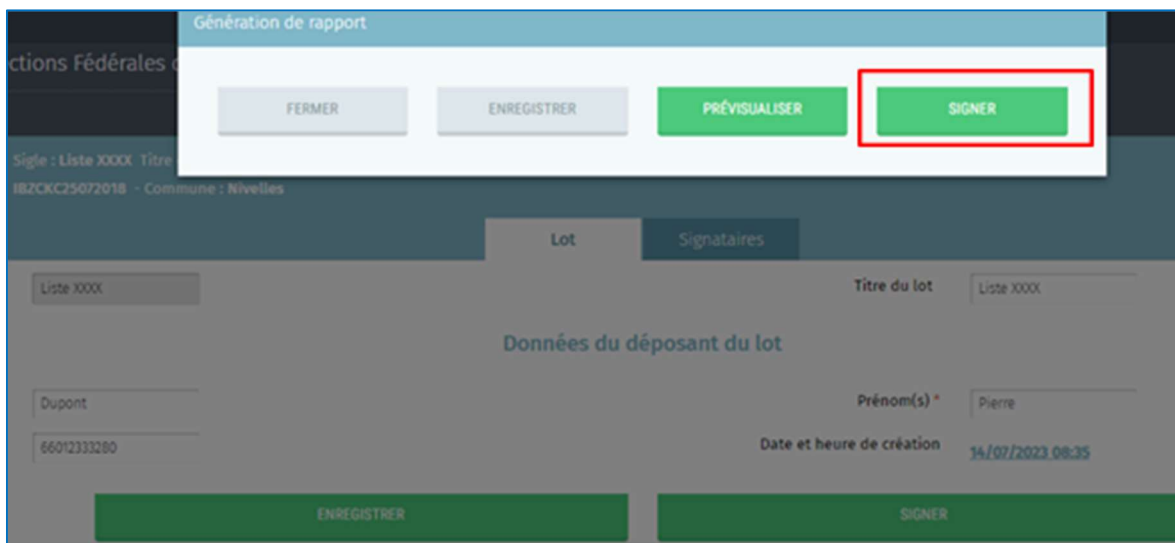 Génération de rapport
ctions Fédérales
FERMER ENREGISTRER PRÉVISUALISER SIGNER
Sigle : Liste XXXX Titre
IBZCKC25072018 - Commune : Nivelles
Lot Signataires
Liste XXXX Titre du lot Liste XXXX
Données du déposant du lot
Dupont Prénom(s) * Pierre
66012333280 Date et heure de création 14/07/2023 08:35
ENREGISTRER SIGNER